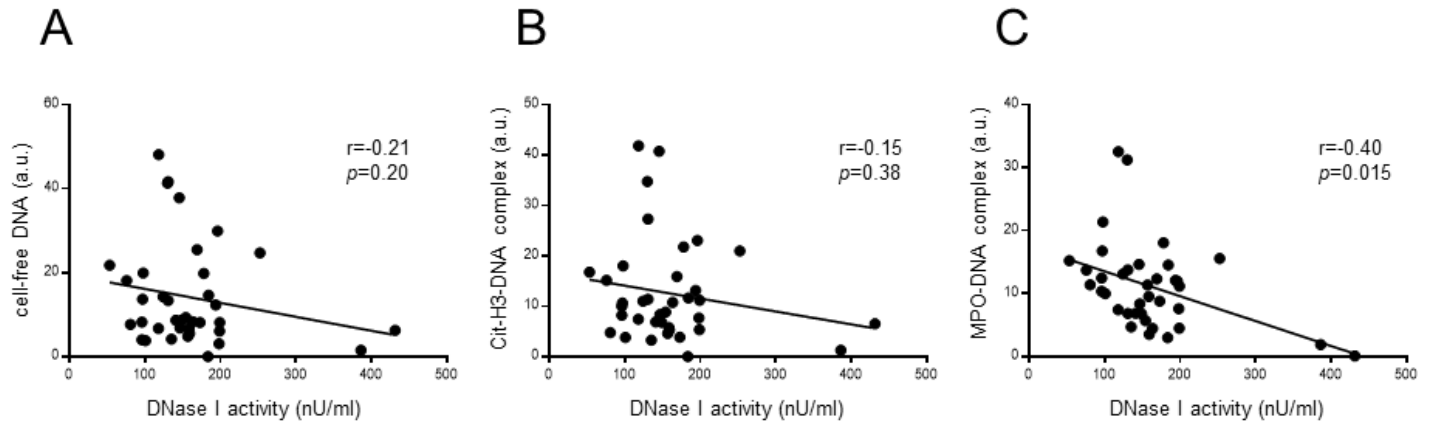 A
B
C
cell-free DNA (a.u.)
60
40
20
0
r=-0.21
p=0.20
0
100
200
300
400
500
DNase I activity (nU/ml)
Cit-H3-DNA complex (a.u.)
50
40
30
20
10
0
r=-0.15
p=0.38
0
100
200
300
400
500
DNase I activity (nU/ml)
MPO-DNA complex (a.u.)
40
30
20
10
0
r=-0.40
p=0.015
0
100
200
300
400
500
DNase I activity (nU/ml)